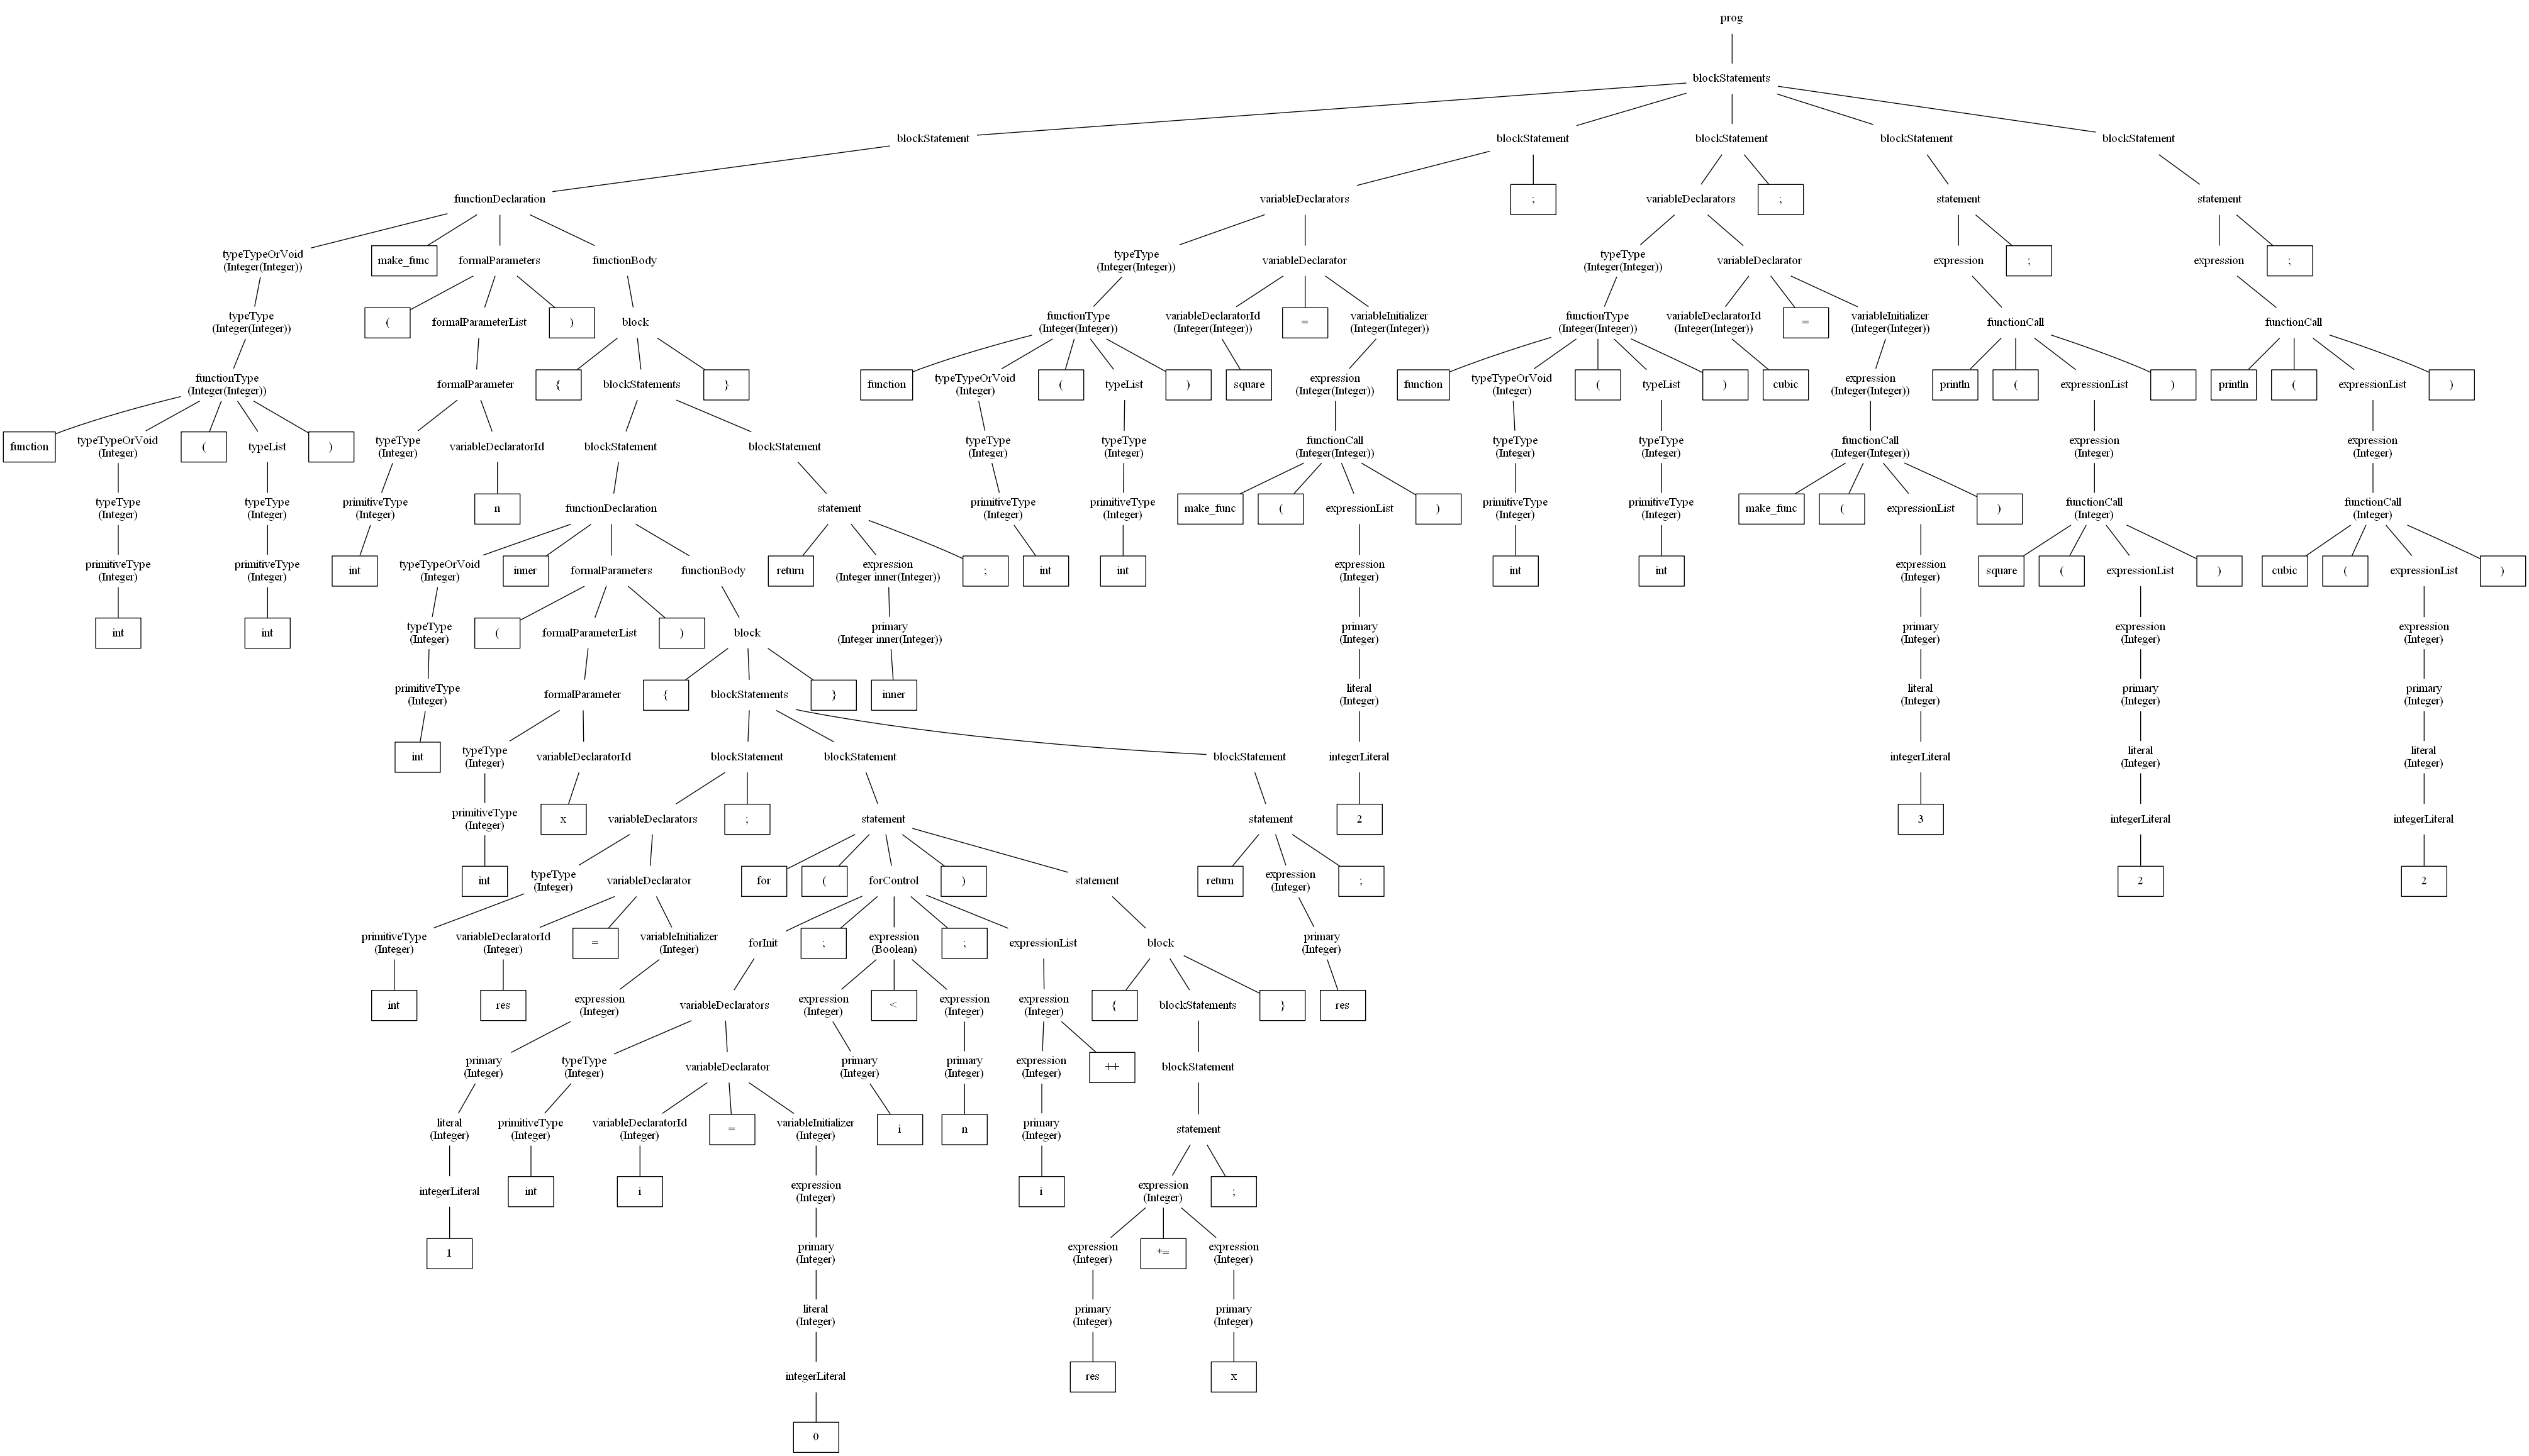 prog
blockStatements
blockStatement
blockStatement
blockStatement
blockStatement
blockStatement
functionDeclaration
variableDeclarators
;
variableDeclarators
;
statement
statement
typeTypeOrVoid
(Integer(Integer))
make_func
formalParameters
functionBody
typeType
(Integer(Integer))
variableDeclarator
typeType
(Integer(Integer))
variableDeclarator
expression
;
expression
;
typeType
(Integer(Integer))
(
formalParameterList
)
block
functionType
(Integer(Integer))
variableDeclaratorId
(Integer(Integer))
=
variableInitializer
(Integer(Integer))
functionType
(Integer(Integer))
variableDeclaratorId
(Integer(Integer))
=
variableInitializer
(Integer(Integer))
functionCall
functionCall
functionType
(Integer(Integer))
formalParameter
{
blockStatements
}
function
typeTypeOrVoid
(Integer)
(
typeList
)
square
expression
(Integer(Integer))
function
typeTypeOrVoid
(Integer)
(
typeList
)
cubic
expression
(Integer(Integer))
println
(
expressionList
)
println
(
expressionList
)
function
typeTypeOrVoid
(Integer)
(
typeList
)
typeType
(Integer)
variableDeclaratorId
blockStatement
blockStatement
typeType
(Integer)
typeType
(Integer)
functionCall
(Integer(Integer))
typeType
(Integer)
typeType
(Integer)
functionCall
(Integer(Integer))
expression
(Integer)
expression
(Integer)
typeType
(Integer)
typeType
(Integer)
primitiveType
(Integer)
n
functionDeclaration
statement
primitiveType
(Integer)
primitiveType
(Integer)
make_func
(
expressionList
)
primitiveType
(Integer)
primitiveType
(Integer)
make_func
(
expressionList
)
functionCall
(Integer)
functionCall
(Integer)
primitiveType
(Integer)
primitiveType
(Integer)
int
typeTypeOrVoid
(Integer)
inner
formalParameters
functionBody
return
expression
(Integer inner(Integer))
;
int
int
expression
(Integer)
int
int
expression
(Integer)
square
(
expressionList
)
cubic
(
expressionList
)
int
int
typeType
(Integer)
(
formalParameterList
)
block
primary
(Integer inner(Integer))
primary
(Integer)
primary
(Integer)
expression
(Integer)
expression
(Integer)
primitiveType
(Integer)
formalParameter
{
blockStatements
}
inner
literal
(Integer)
literal
(Integer)
primary
(Integer)
primary
(Integer)
int
typeType
(Integer)
variableDeclaratorId
blockStatement
blockStatement
blockStatement
integerLiteral
integerLiteral
literal
(Integer)
literal
(Integer)
primitiveType
(Integer)
x
variableDeclarators
;
statement
statement
2
3
integerLiteral
integerLiteral
int
typeType
(Integer)
variableDeclarator
for
(
forControl
)
statement
return
expression
(Integer)
;
2
2
primitiveType
(Integer)
variableDeclaratorId
(Integer)
=
variableInitializer
(Integer)
forInit
;
expression
(Boolean)
;
expressionList
block
primary
(Integer)
int
res
expression
(Integer)
variableDeclarators
expression
(Integer)
<
expression
(Integer)
expression
(Integer)
{
blockStatements
}
res
primary
(Integer)
typeType
(Integer)
variableDeclarator
primary
(Integer)
primary
(Integer)
expression
(Integer)
++
blockStatement
literal
(Integer)
primitiveType
(Integer)
variableDeclaratorId
(Integer)
=
variableInitializer
(Integer)
i
n
primary
(Integer)
statement
integerLiteral
int
i
expression
(Integer)
i
expression
(Integer)
;
1
primary
(Integer)
expression
(Integer)
*=
expression
(Integer)
literal
(Integer)
primary
(Integer)
primary
(Integer)
integerLiteral
res
x
0